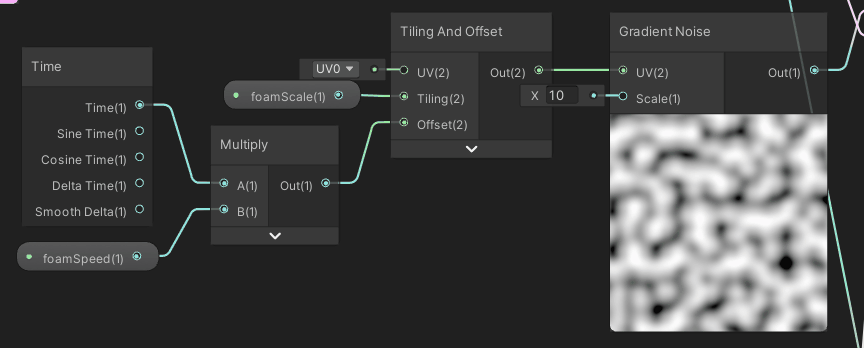 Time
Time(1)
Sine Time(1)
Cosine Time(1)
Delta Time(1)
Smooth Delta(1)
foamSpeed(1)
Multiply
A(1)
Out(1)
B(1)
UV0
foamScale(1)
Tiling And Offset
UV(2)
Out(2)
Tiling(2)
Offset(2)
X 10
Gradient Noise
UV(2)
Out(1)
Scale(1)